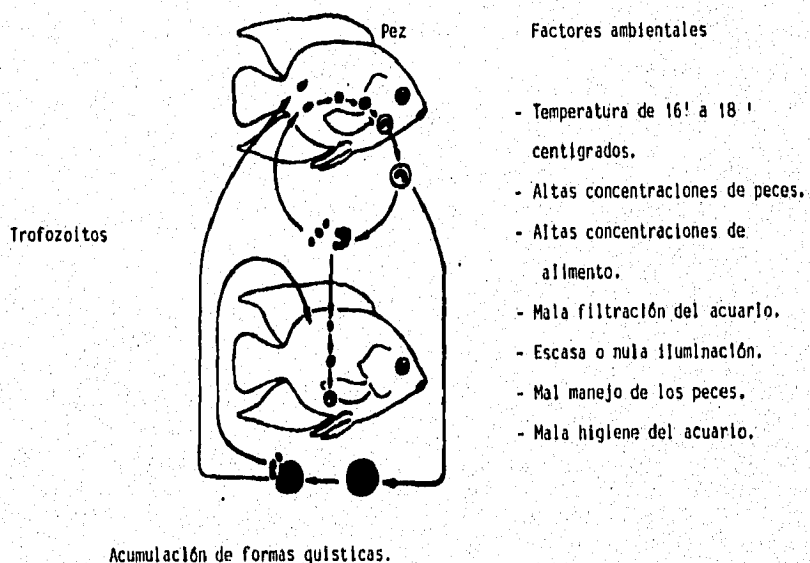 Pez
Factores ambientales
- Temperatura de 16! a 18 '
centigrados.
- Altas concentraciones de peces.
- Altas concentraciones de
alimento.
- Mala filtración del acuario.
- Escasa o nula iluminación.
- Mal manejo de los peces.
- Mala higiene del acuario.
Trofozoitos
Acumulación de formas quisticas.